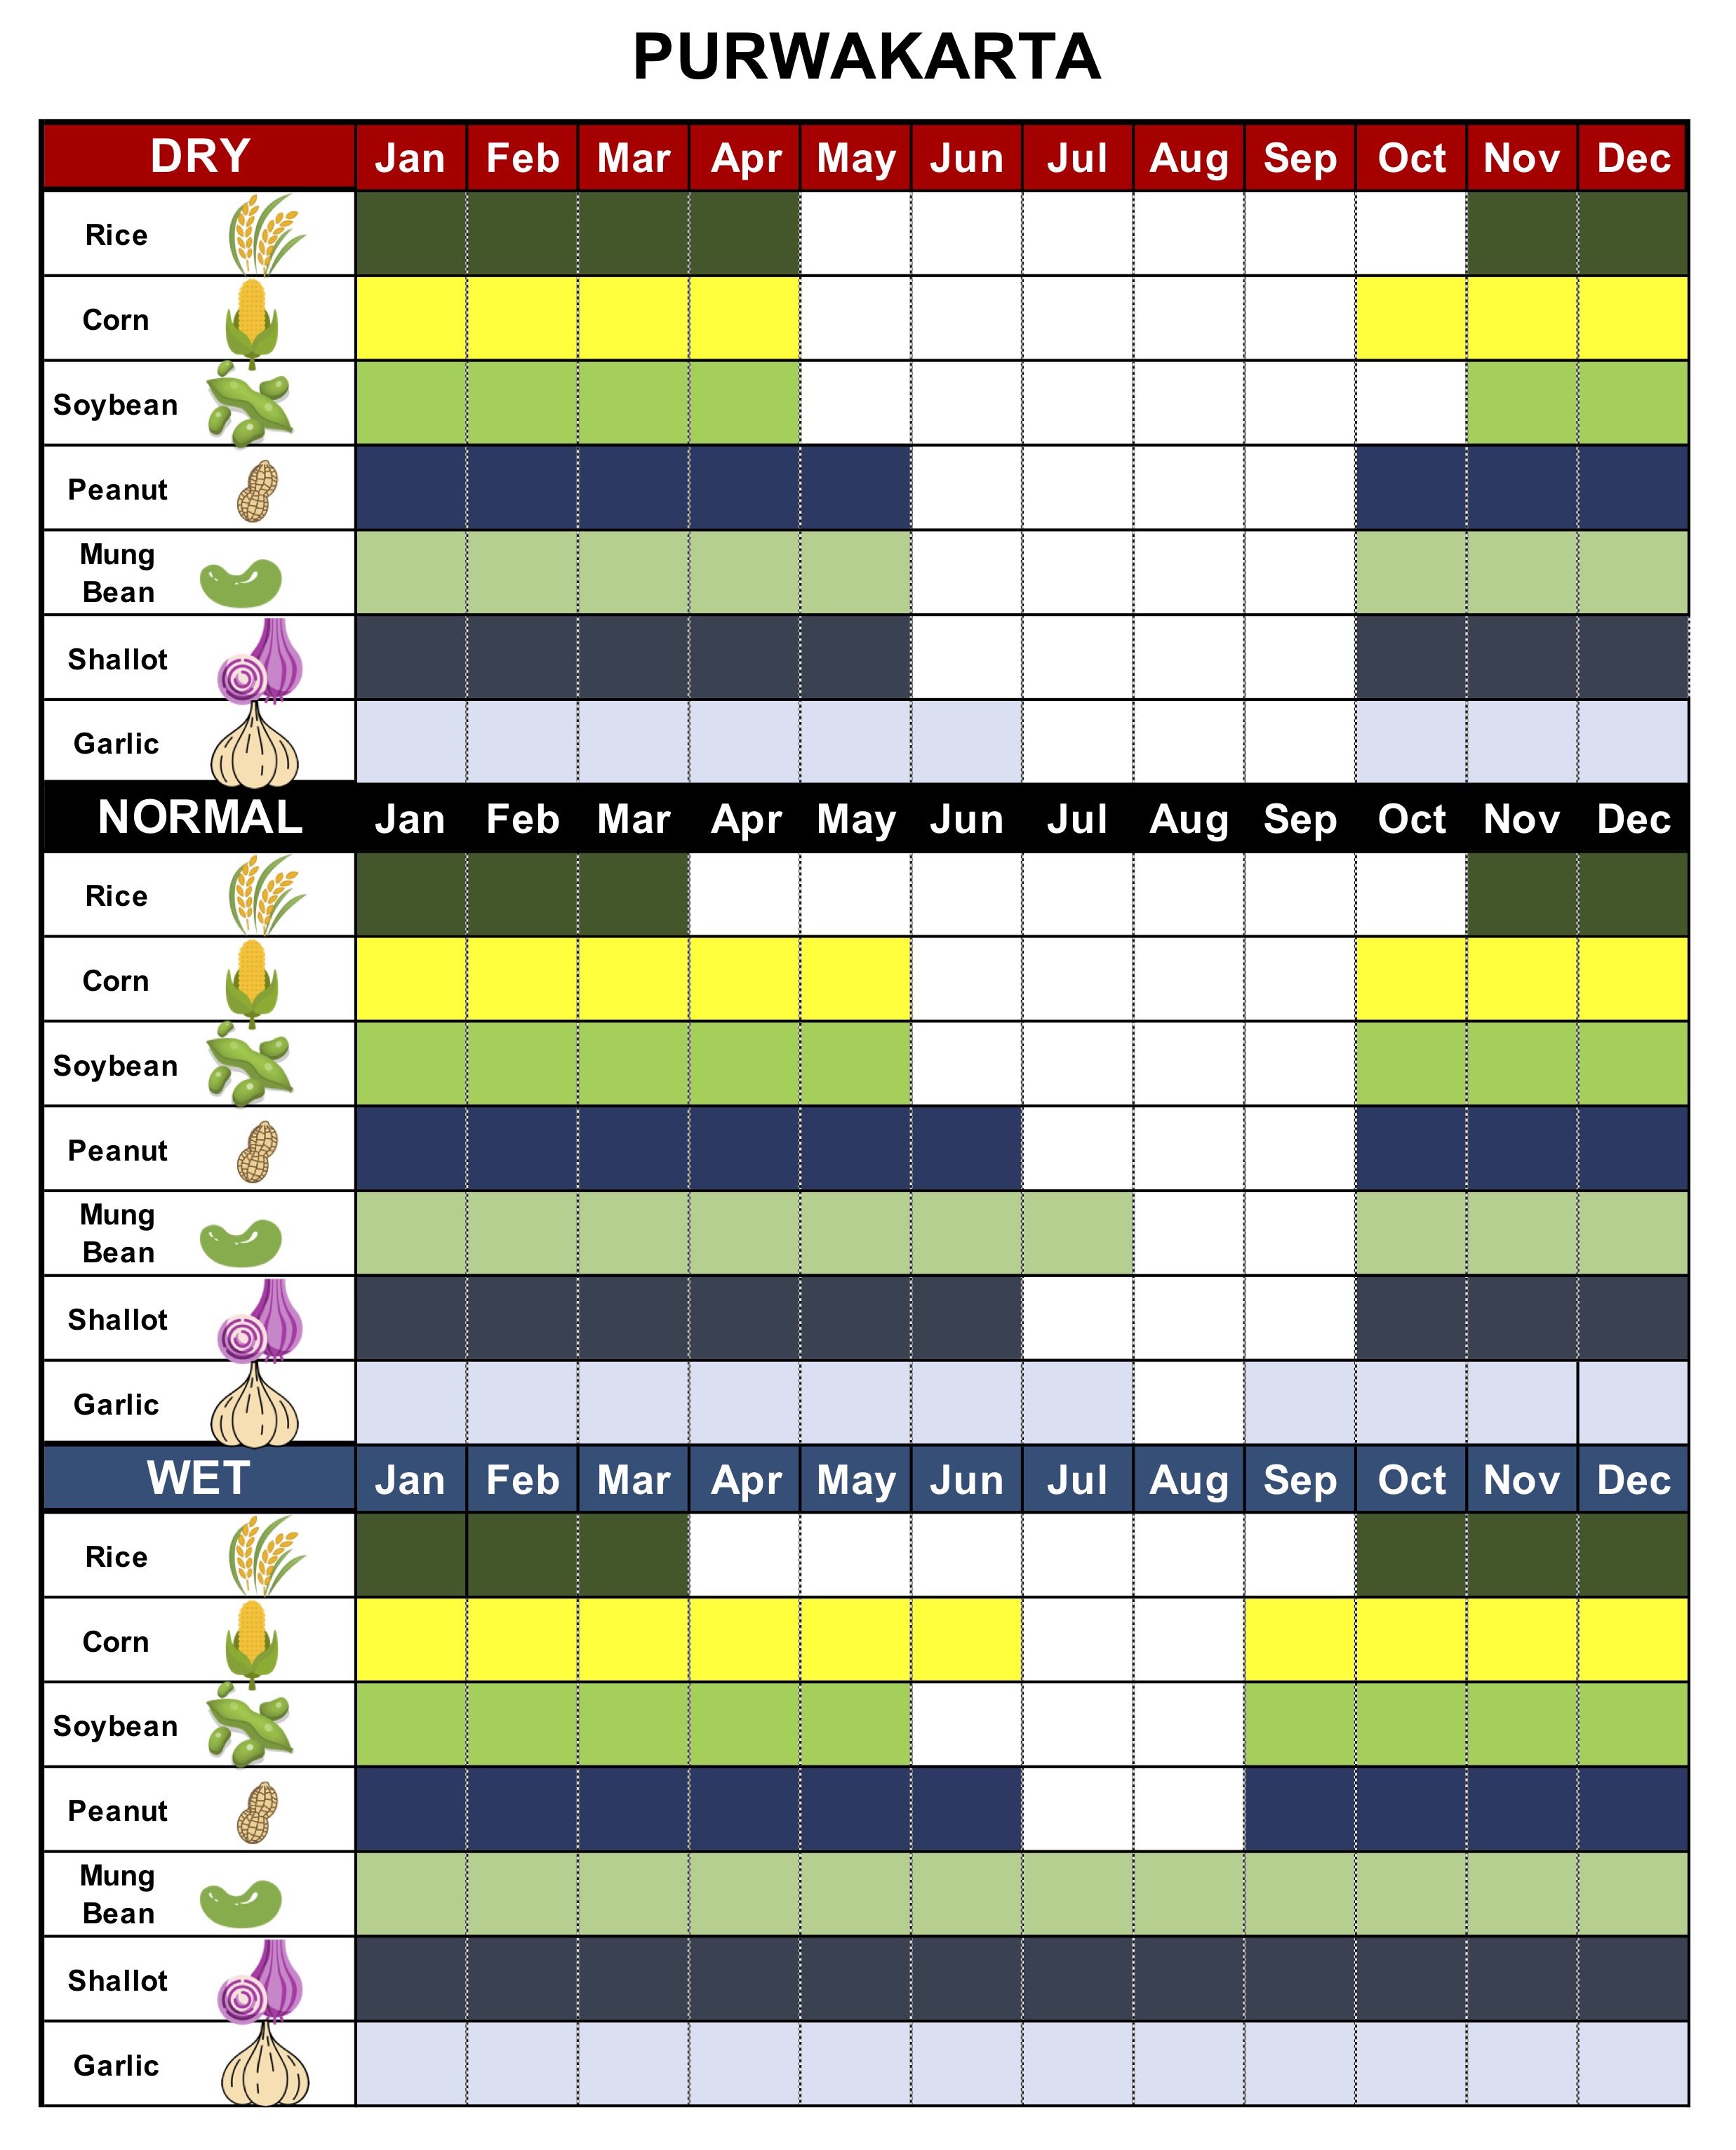 PURWAKARTA
DRY Jan Feb Mar Apr May Jun Jul Aug Sep Oct Nov Dec
Rice
Corn
Soybean
Peanut
Mung
Bean
Shallot
Garlic
NORMAL Jan Feb Mar Apr May Jun Jul Aug Sep Oct Nov Dec
Rice
Corn
Soybean
Peanut
Mung
Bean
Shallot
Garlic
WET Jan Feb Mar Apr May Jun Jul Aug Sep Oct Nov Dec
Rice
Corn
Soybean
Peanut
Mung
Bean
Shallot
Garlic